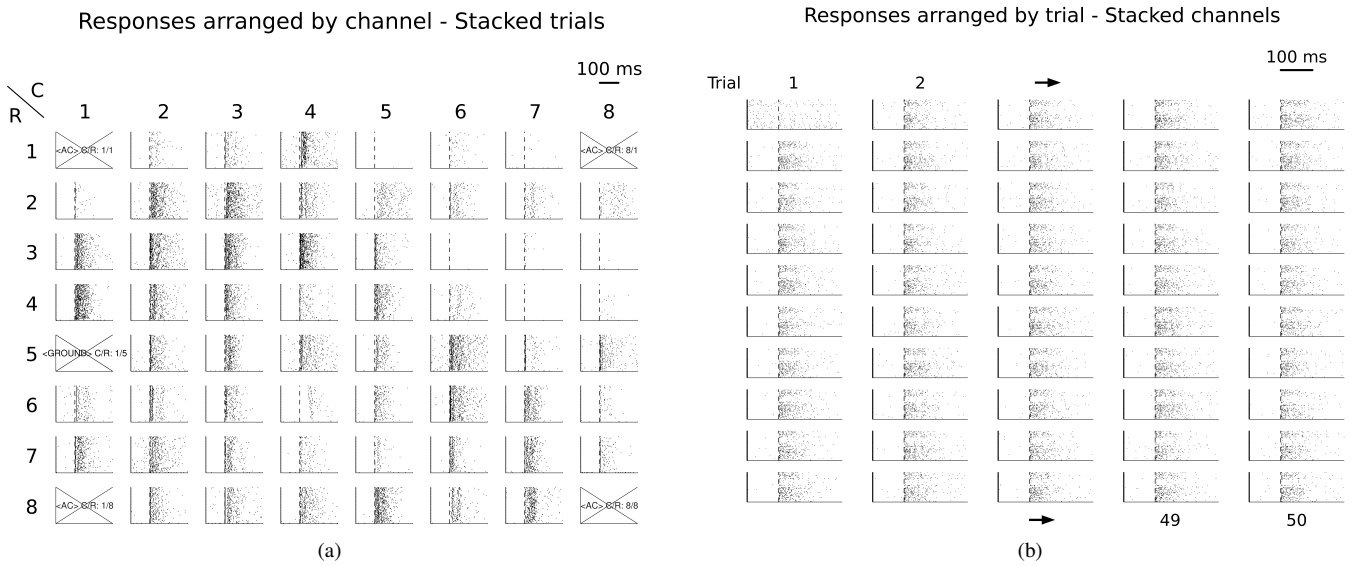 Responses arranged by channel - Stacked trials
100 ms
C
R
1 2 3 4 5 6 7 8
1 <AC> C/R: 1/1 <AC> C/R: 8/1
2
3
4
5 <GROUND> C/R: 1/5
6
7
8 <AC> C/R: 1/8 <AC> C/R: 8/8
(a)
Responses arranged by trial - Stacked channels
100 ms
Trial 1 2
49 50
(b)